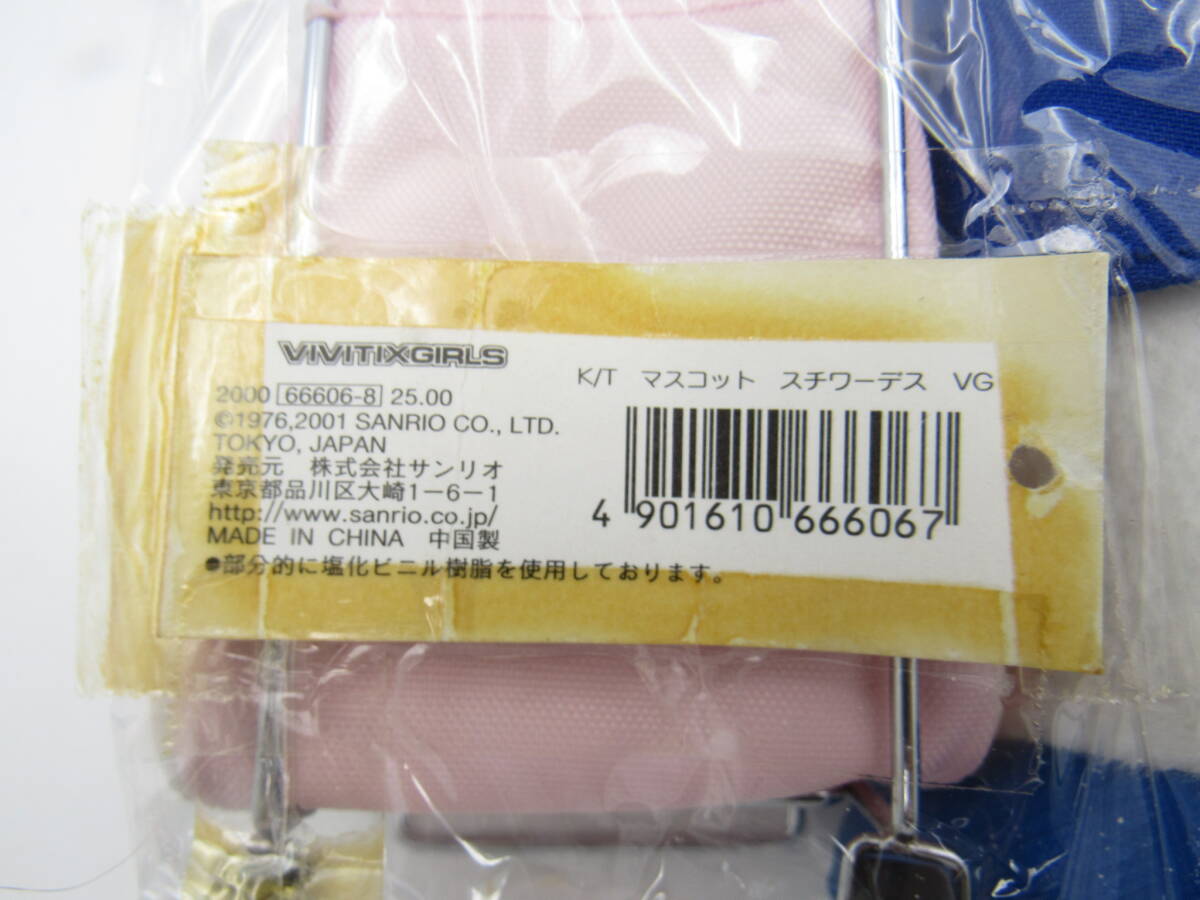 VIVITIXGIRLS
2000 66606-8 25.00
©1976,2001 SANRIO CO., LTD.
TOKYO, JAPAN
発売元 株式会社サンリオ
東京都品川区大崎1-6-1
http://www.sanrio.co.jp/
MADE IN CHINA 中国製
●部分的に塩化ビニル樹脂を使用しております。
K/T マスコット スチワーデス VG
4 901610 666067